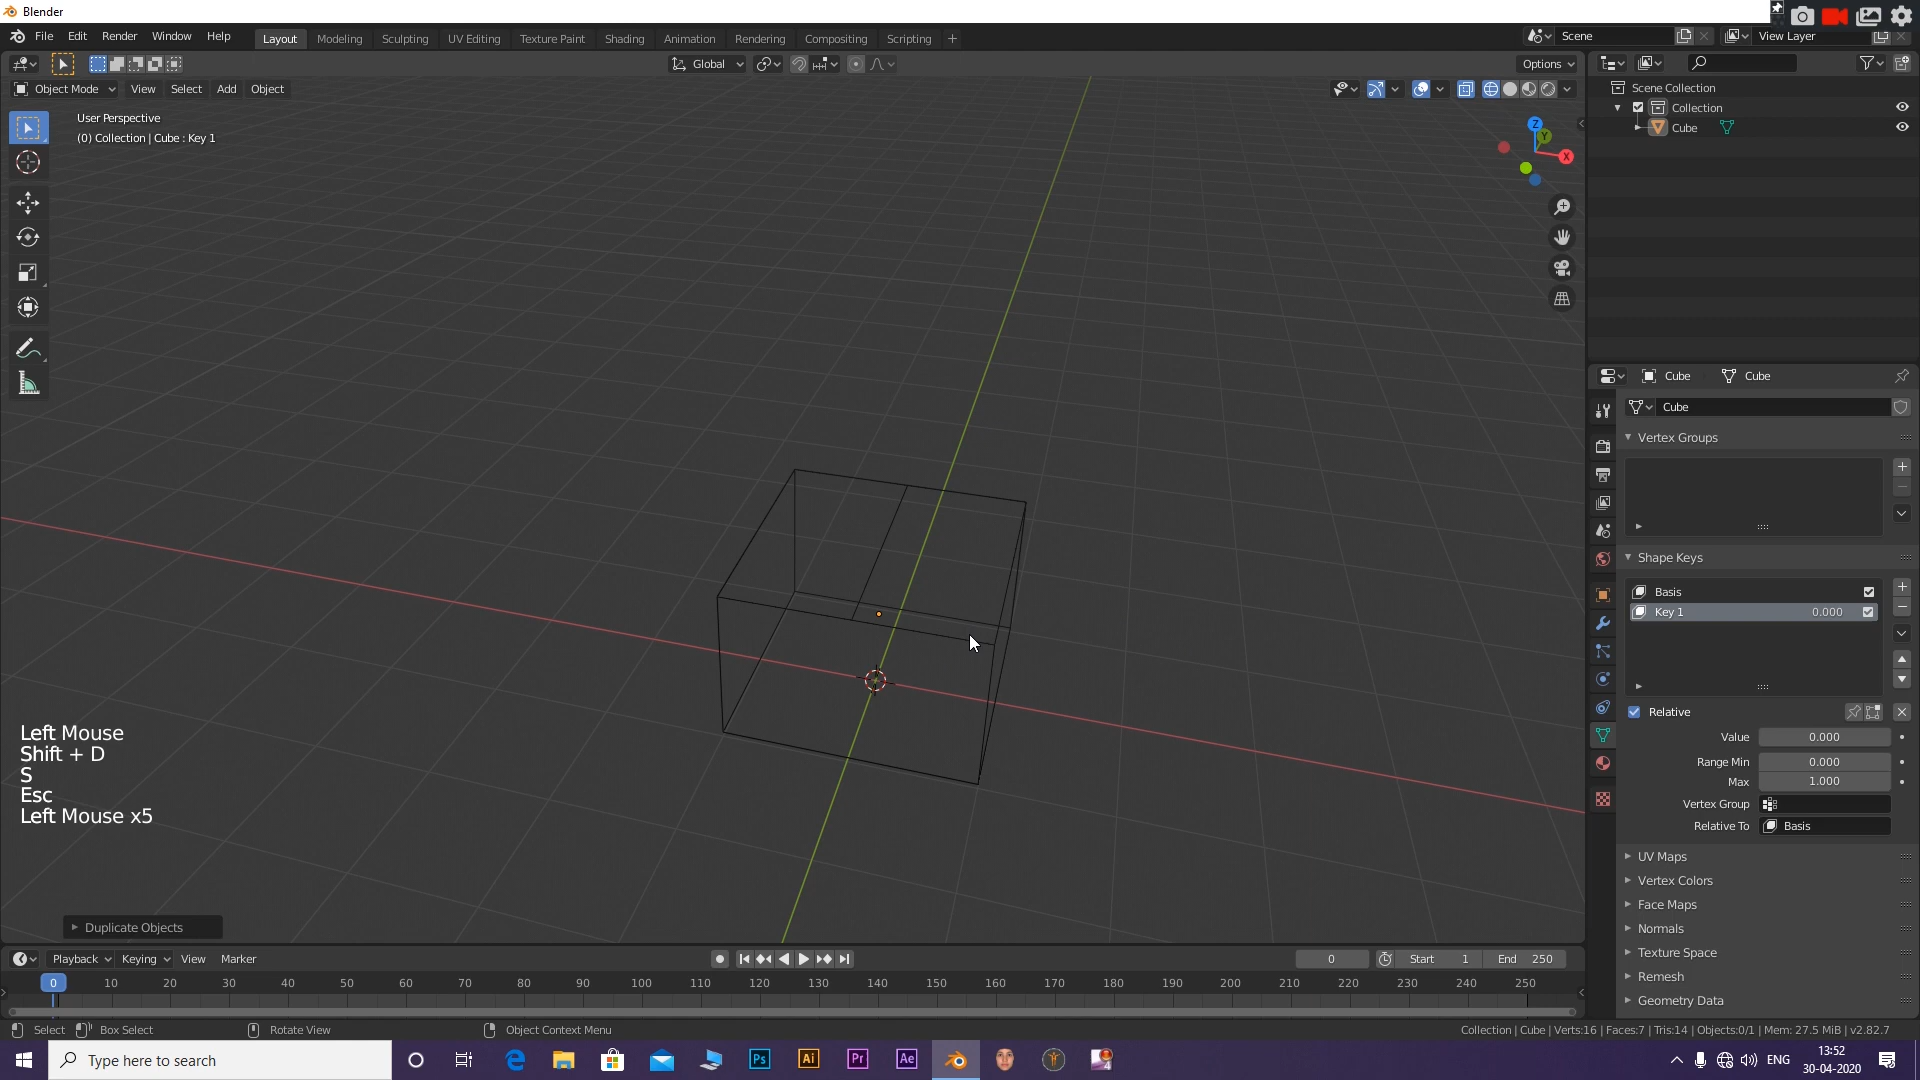 Blender
File Edit Render Window Help
Layout Modeling Sculpting UV Editing Texture Paint Shading Animation Rendering Compositing Scripting +
Scene
View Layer
Global
Options
Object Mode View Select Add Object
User Perspective
(0) Collection | Cube : Key 1
Z
Y
X
Scene Collection
Collection
Cube
Cube Cube
Cube
Vertex Groups
Shape Keys
Basis
Key 1 0.000
Relative
Value 0.000
Range Min 0.000
Max 1.000
Vertex Group
Relative To Basis
UV Maps
Vertex Colors
Face Maps
Normals
Texture Space
Remesh
Geometry Data
Left Mouse
Shift + D
S
Esc
Left Mouse x5
Duplicate Objects
Playback Keying View Marker
0
Start 1 End 250
0 10 20 30 40 50 60 70 80 90 100 110 120 130 140 150 160 170 180 190 200 210 220 230 240 250
Select Box Select Rotate View Object Context Menu
Collection | Cube | Verts:16 | Faces:7 | Tris:14 | Objects:0/1 | Mem: 27.5 MiB | v2.82.7
Type here to search
Ps Ai Pr Ae
ENG
13:52
30-04-2020